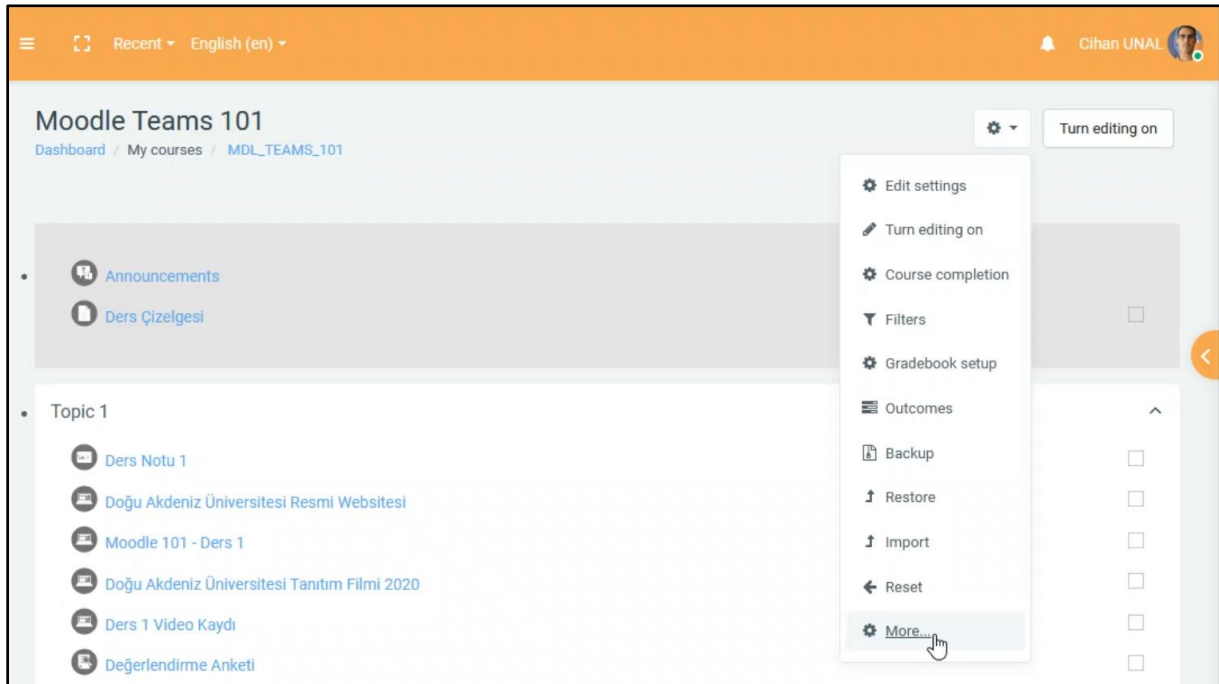 Recent English (en) Cihan UNAL
Moodle Teams 101
Turn editing on
Dashboard / My courses / MDL_TEAMS_101
Edit settings
Turn editing on
Course completion
Filters
Gradebook setup
Outcomes
Backup
Restore
Import
Reset
More...
Announcements
Ders Çizelgesi
Topic 1
Ders Notu 1
Doğu Akdeniz Üniversitesi Resmi Websitesi
Moodle 101 - Ders 1
Doğu Akdeniz Üniversitesi Tanıtım Filmi 2020
Ders 1 Video Kaydı
Değerlendirme Anketi